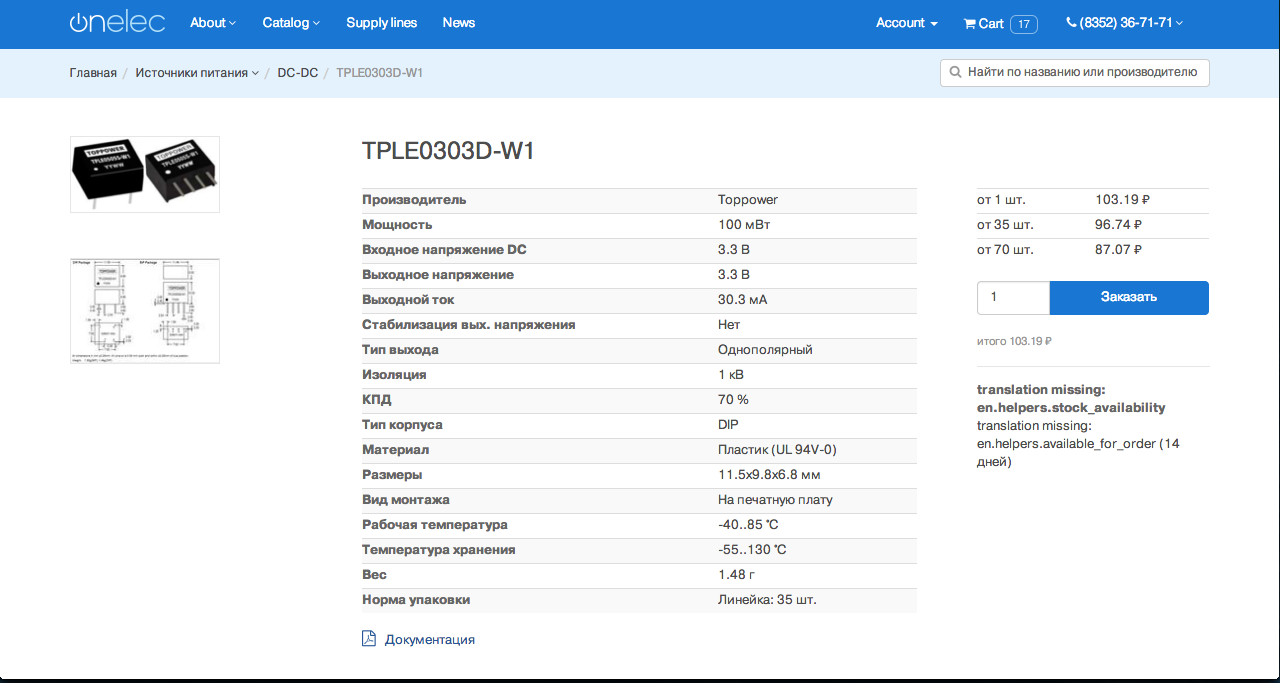 onelec About Catalog Supply lines News Account Cart 17 (8352) 36-71-71
Главная / Источники питания / DC-DC / TPLE0303D-W1 Найти по названию или производителю
TOPPOWER TOPPOWER
YYWW YYWW
TPLE0303D-W1
Производитель Toppower
Мощность 100 мВт
Входное напряжение DC 3.3 В
Выходное напряжение 3.3 В
Выходной ток 30.3 мА
Стабилизация вых. напряжения Нет
Тип выхода Однополярный
Изоляция 1 кВ
КПД 70 %
Тип корпуса DIP
Материал Пластик (UL 94V-0)
Размеры 11.5x9.8x6.8 мм
Вид монтажа На печатную плату
Рабочая температура -40..85 °C
Температура хранения -55..130 °C
Вес 1.48 г
Норма упаковки Линейка: 35 шт.
Документация
от 1 шт. 103.19 ₽
от 35 шт. 96.74 ₽
от 70 шт. 87.07 ₽
1 Заказать
итого 103.19 ₽
translation missing:
en.helpers.stock_availability
translation missing:
en.helpers.available_for_order (14
дней)